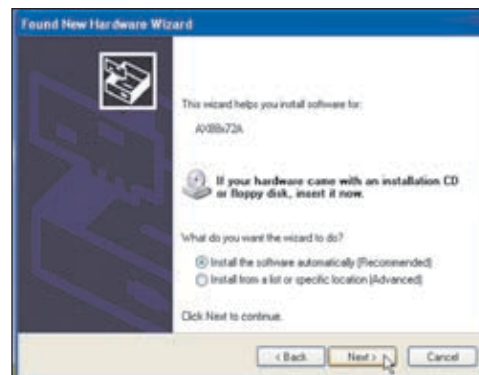 Found New Hardware Wizard
This wizard helps you install software for:
AX88x72A
If your hardware came with an installation CD
or floppy disk, insert it now.
What do you want the wizard to do?
Install the software automatically (Recommended)
Install from a list or specific location (Advanced)
Click Next to continue.
< Back
Next >
Cancel